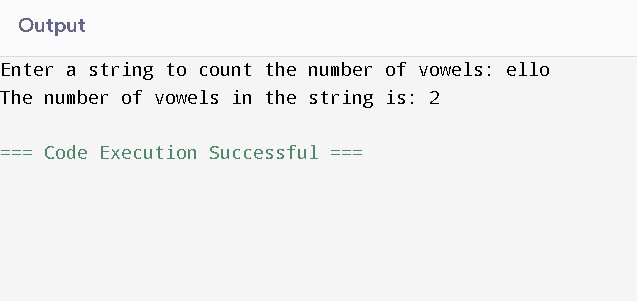 Output
Enter a string to count the number of vowels: ello
The number of vowels in the string is: 2
=== Code Execution Successful ===